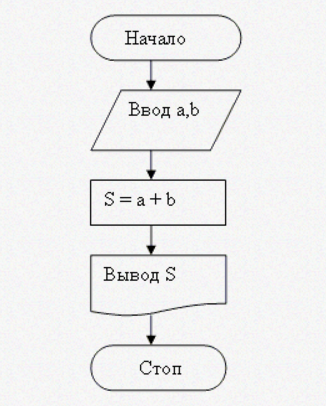 Начало
Ввод a,b
S = a + b
Вывод S
Стоп